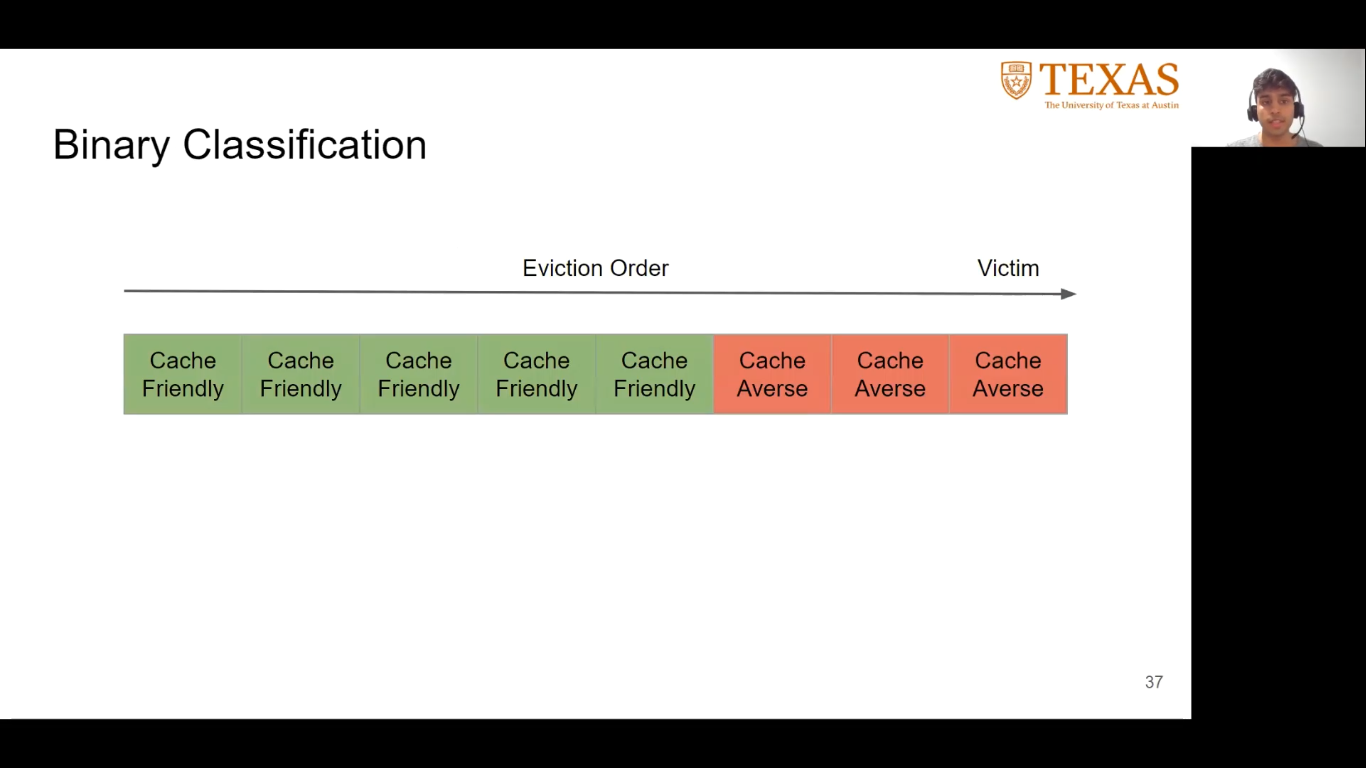 TEXAS
The University of Texas at Austin
Binary Classification
Eviction Order
Victim
Cache Friendly
Cache Friendly
Cache Friendly
Cache Friendly
Cache Friendly
Cache Averse
Cache Averse
Cache Averse
37